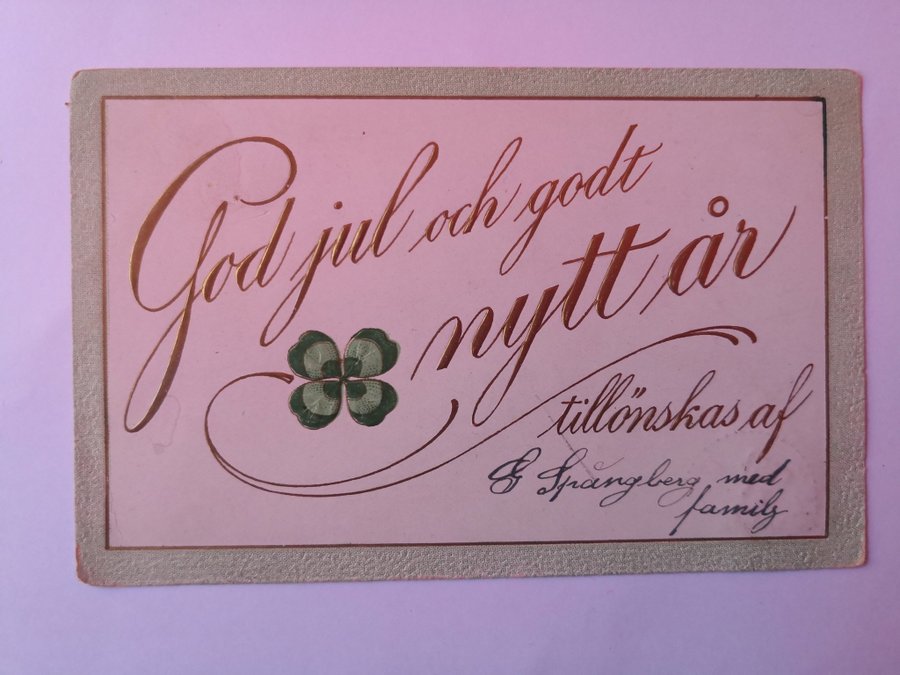 God jul och godt
nytt år
tillönskas af
G Spångberg med
family